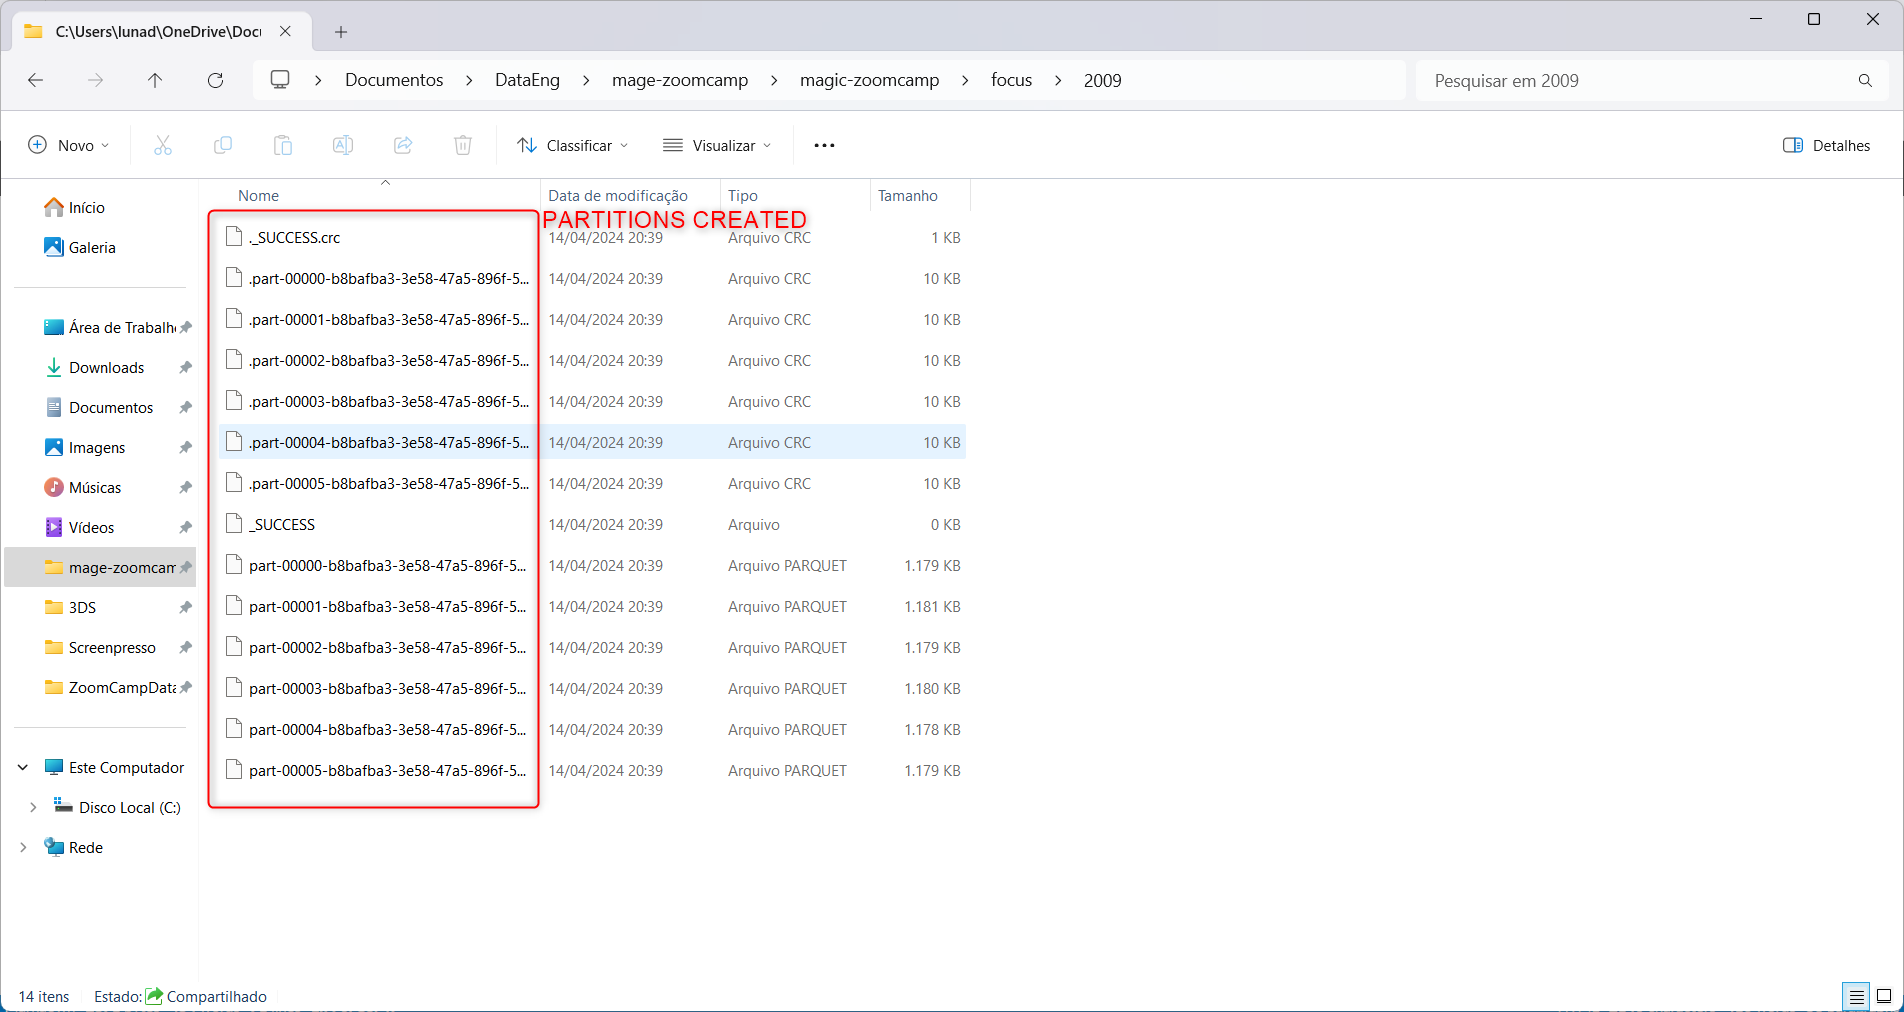 C:\Users\lunad\OneDrive\Doc
Documentos > DataEng > mage-zoomcamp > magic-zoomcamp > focus > 2009
Pesquisar em 2009
Novo
Classificar
Visualizar
Detalhes
Nome Data de modificação Tipo Tamanho
PARTITIONS CREATED
._SUCCESS.crc 14/04/2024 20:39 Arquivo CRC 1 KB
.part-00000-b8bafba3-3e58-47a5-896f-5... 14/04/2024 20:39 Arquivo CRC 10 KB
.part-00001-b8bafba3-3e58-47a5-896f-5... 14/04/2024 20:39 Arquivo CRC 10 KB
.part-00002-b8bafba3-3e58-47a5-896f-5... 14/04/2024 20:39 Arquivo CRC 10 KB
.part-00003-b8bafba3-3e58-47a5-896f-5... 14/04/2024 20:39 Arquivo CRC 10 KB
.part-00004-b8bafba3-3e58-47a5-896f-5... 14/04/2024 20:39 Arquivo CRC 10 KB
.part-00005-b8bafba3-3e58-47a5-896f-5... 14/04/2024 20:39 Arquivo CRC 10 KB
_SUCCESS 14/04/2024 20:39 Arquivo 0 KB
part-00000-b8bafba3-3e58-47a5-896f-5... 14/04/2024 20:39 Arquivo PARQUET 1.179 KB
part-00001-b8bafba3-3e58-47a5-896f-5... 14/04/2024 20:39 Arquivo PARQUET 1.181 KB
part-00002-b8bafba3-3e58-47a5-896f-5... 14/04/2024 20:39 Arquivo PARQUET 1.179 KB
part-00003-b8bafba3-3e58-47a5-896f-5... 14/04/2024 20:39 Arquivo PARQUET 1.180 KB
part-00004-b8bafba3-3e58-47a5-896f-5... 14/04/2024 20:39 Arquivo PARQUET 1.178 KB
part-00005-b8bafba3-3e58-47a5-896f-5... 14/04/2024 20:39 Arquivo PARQUET 1.179 KB
Início
Galeria
Área de Trabalh
Downloads
Documentos
Imagens
Músicas
Vídeos
mage-zoomcam
3DS
Screenpresso
ZoomCampData
Este Computador
Disco Local (C:)
Rede
14 itens Estado: Compartilhado